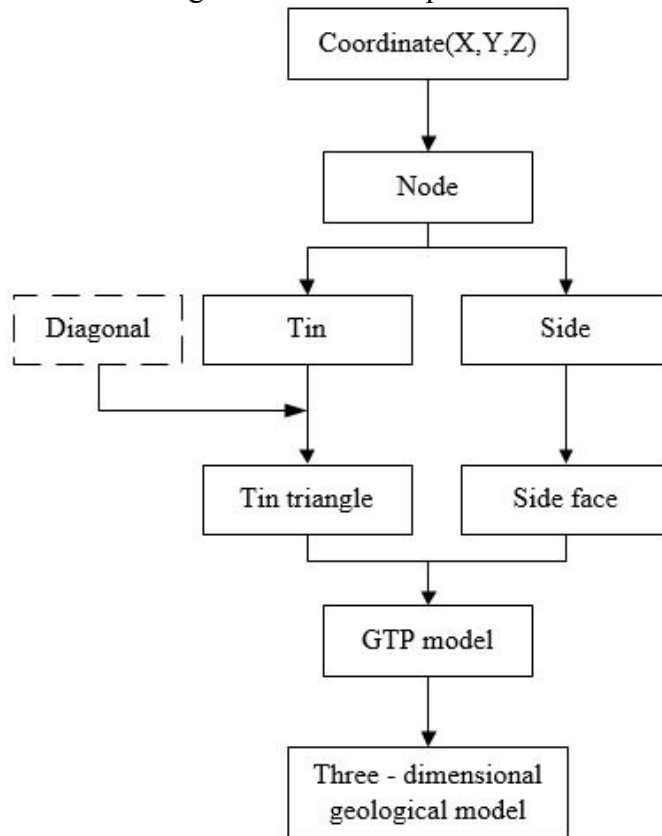 Coordinate(X,Y,Z)
Node
Diagonal
Tin
Side
Tin triangle
Side face
GTP model
Three - dimensional
geological model